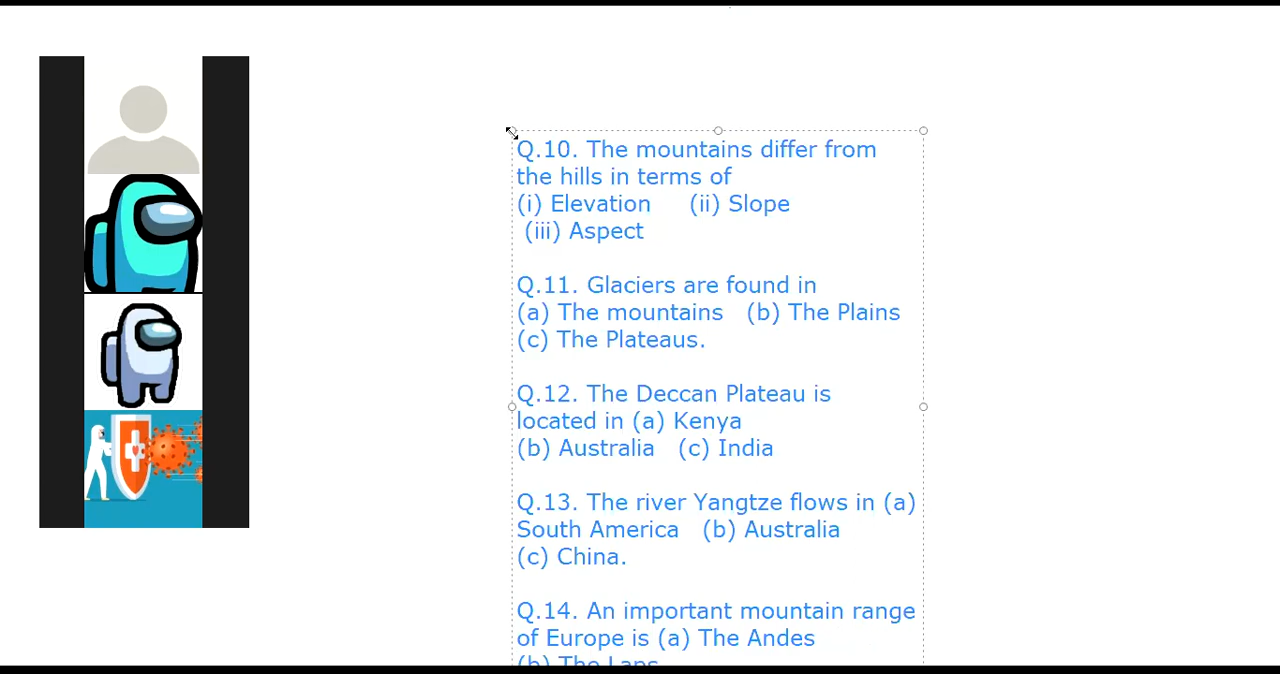 Q.10. The mountains differ from
the hills in terms of
(i) Elevation (ii) Slope
(iii) Aspect
Q.11. Glaciers are found in
(a) The mountains (b) The Plains
(c) The Plateaus.
Q.12. The Deccan Plateau is
located in (a) Kenya
(b) Australia (c) India
Q.13. The river Yangtze flows in (a)
South America (b) Australia
(c) China.
Q.14. An important mountain range
of Europe is (a) The Andes
(b) The